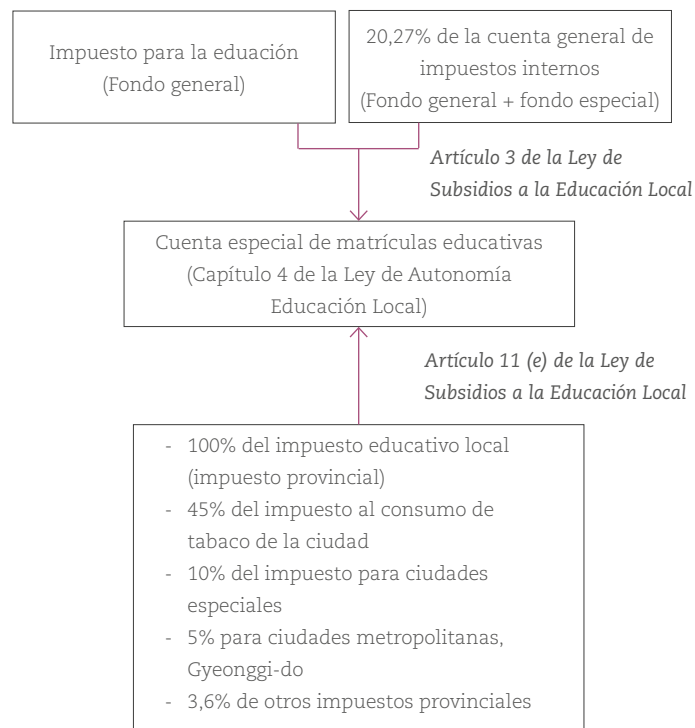 Impuesto para la eduación
(Fondo general)
20,27% de la cuenta general de
impuestos internos
(Fondo general + fondo especial)
Artículo 3 de la Ley de
Subsidios a la Educación Local
Cuenta especial de matrículas educativas
(Capítulo 4 de la Ley de Autonomía
Educación Local)
Artículo 11 (e) de la Ley de
Subsidios a la Educación Local
- 100% del impuesto educativo local
(impuesto provincial)
- 45% del impuesto al consumo de
tabaco de la ciudad
- 10% del impuesto para ciudades
especiales
- 5% para ciudades metropolitanas,
Gyeonggi-do
- 3,6% de otros impuestos provinciales